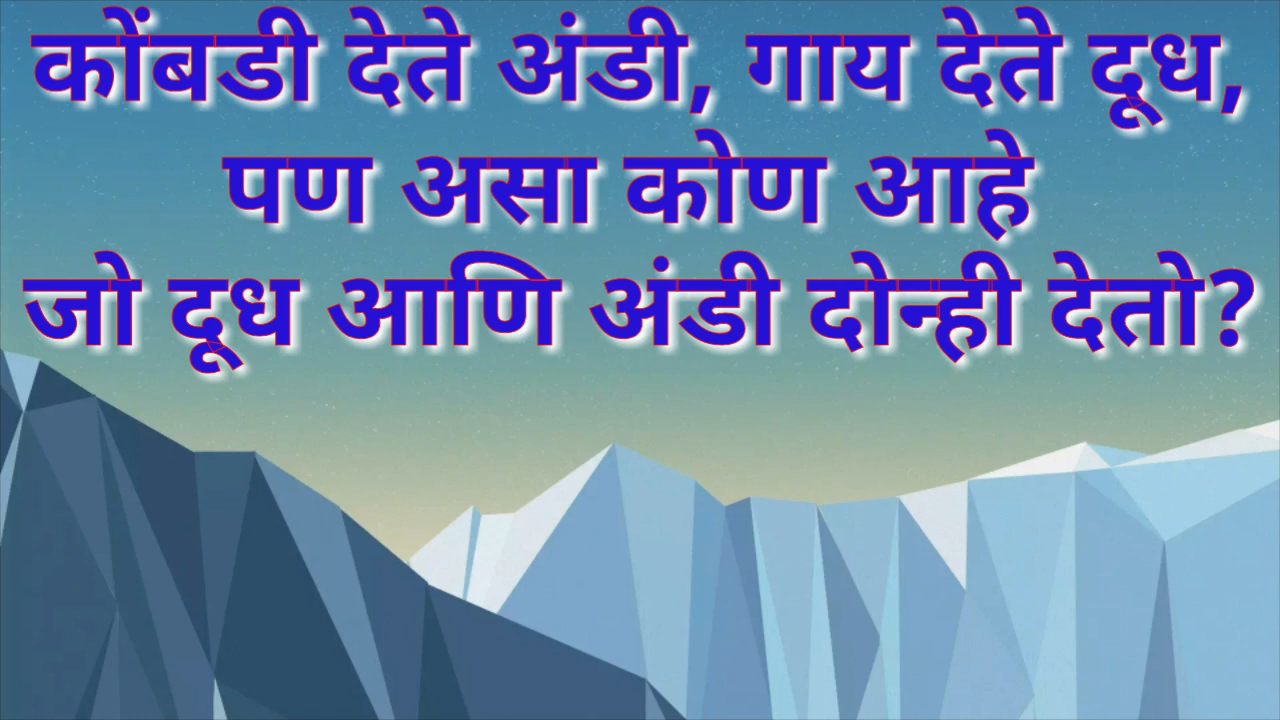 कोंबडी देते अंडी, गाय देते दूध,
पण असा कोण आहे
जो दूध आणि अंडी दोन्ही देतो?